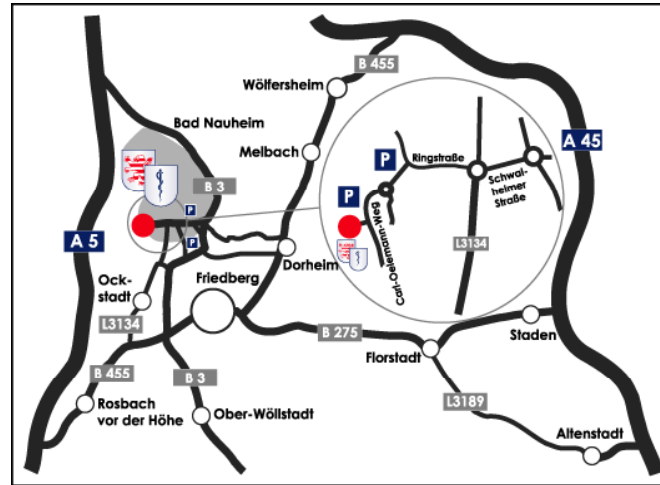 B 455
Wölfersheim
Bad Nauheim
Melbach
B 3
P
P
A 5
Dorheim
Ock-
stadt
Friedberg
L3134
B 455
B 3
Rosbach
vor der Höhe
Ober-Wöllstadt
B 275
Florstadt
Staden
L3189
Altenstadt
A 45
P
Ringstraße
P
Schwal-
heimer
Straße
Carl-Oelemann-Weg
L3134